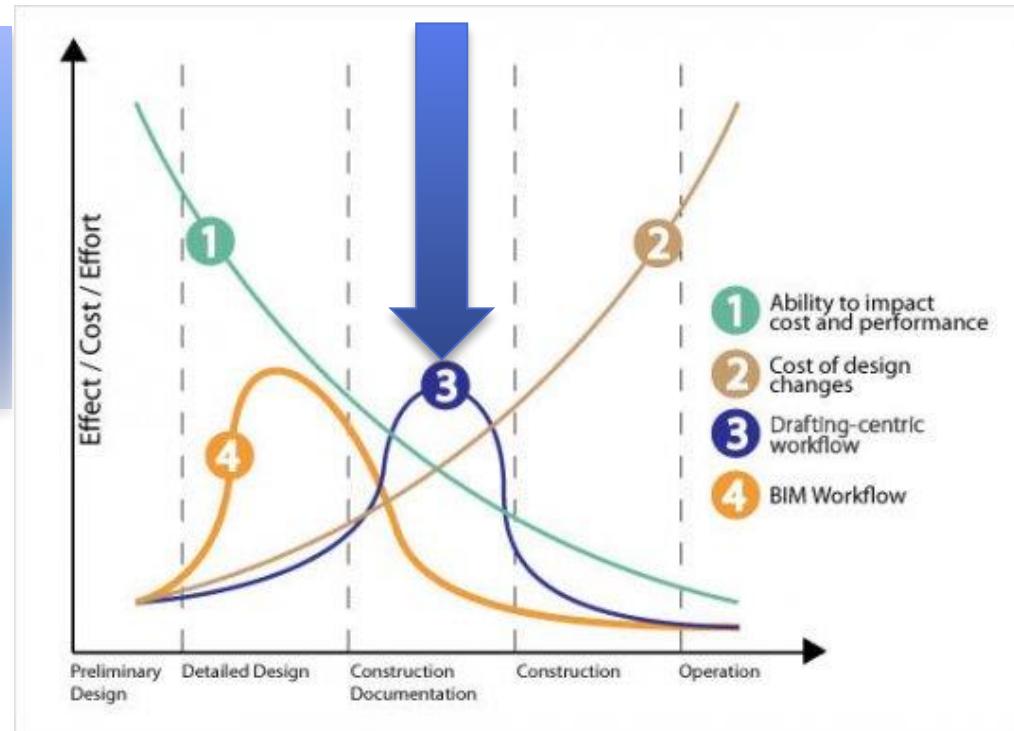 Effect / Cost / Effort
1
2
3
4
1 Ability to impact
cost and performance
2 Cost of design
changes
3 Drafting-centric
workflow
4 BIM Workflow
Preliminary
Design
Detailed Design
Construction
Documentation
Construction
Operation